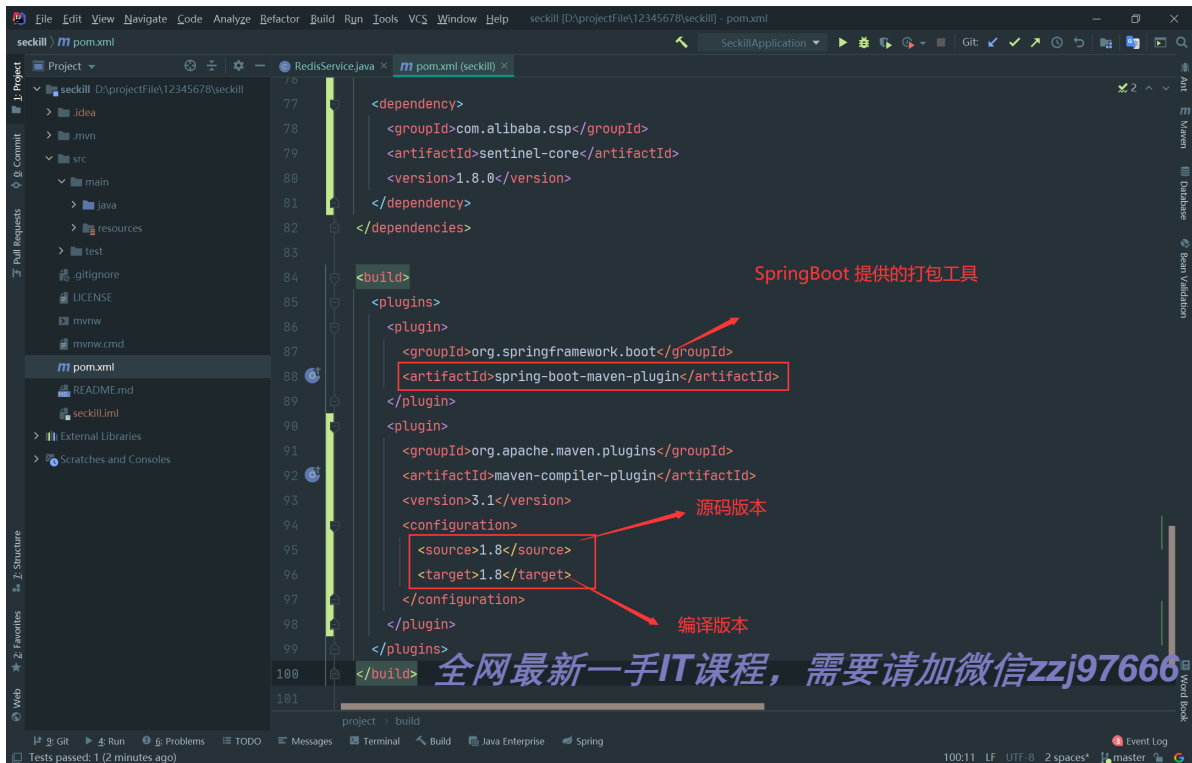 File Edit View Navigate Code Analyze Refactor Build Run Tools VCS Window Help seckill [D:\projectFile\12345678\seckill] - pom.xml
seckill pom.xml
SeckillApplication Git:
Project
RedisService.java
pom.xml (seckill)
1: Project
0: Commit
Pull Requests
7: Structure
2: Favorites
Web
seckill D:\projectFile\12345678\seckill
.idea
.mvn
src
main
java
resources
test
.gitignore
LICENSE
mvnw
mvnw.cmd
pom.xml
README.md
seckill.iml
External Libraries
Scratches and Consoles
76
77 <dependency>
78 <groupId>com.alibaba.csp</groupId>
79 <artifactId>sentinel-core</artifactId>
80 <version>1.8.0</version>
81 </dependency>
82 </dependencies>
83
84 <build>
SpringBoot 提供的打包工具
85 <plugins>
86 <plugin>
87 <groupId>org.springframework.boot</groupId>
88 <artifactId>spring-boot-maven-plugin</artifactId>
89 </plugin>
90 <plugin>
91 <groupId>org.apache.maven.plugins</groupId>
92 <artifactId>maven-compiler-plugin</artifactId>
93 <version>3.1</version>
源码版本
94 <configuration>
95 <source>1.8</source>
96 <target>1.8</target>
97 </configuration>
98 </plugin>
编译版本
99 </plugins>
100 </build>
全网最新一手IT课程，需要请加微信zzj97666
101
2
Ant
Maven
Database
Bean Validation
Word Book
project › build
9: Git 4: Run 6: Problems TODO Messages Terminal Build Java Enterprise Spring 3 Event Log
Tests passed: 1 (2 minutes ago) 100:11 LF UTF-8 2 spaces* master